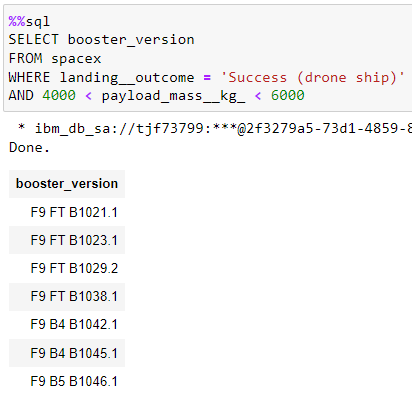 %%sql
SELECT booster_version
FROM spacex
WHERE landing__outcome = 'Success (drone ship)'
AND 4000 < payload_mass__kg_ < 6000
* ibm_db_sa://tjf73799:***@2f3279a5-73d1-4859-8
Done.
booster_version
F9 FT B1021.1
F9 FT B1023.1
F9 FT B1029.2
F9 FT B1038.1
F9 B4 B1042.1
F9 B4 B1045.1
F9 B5 B1046.1